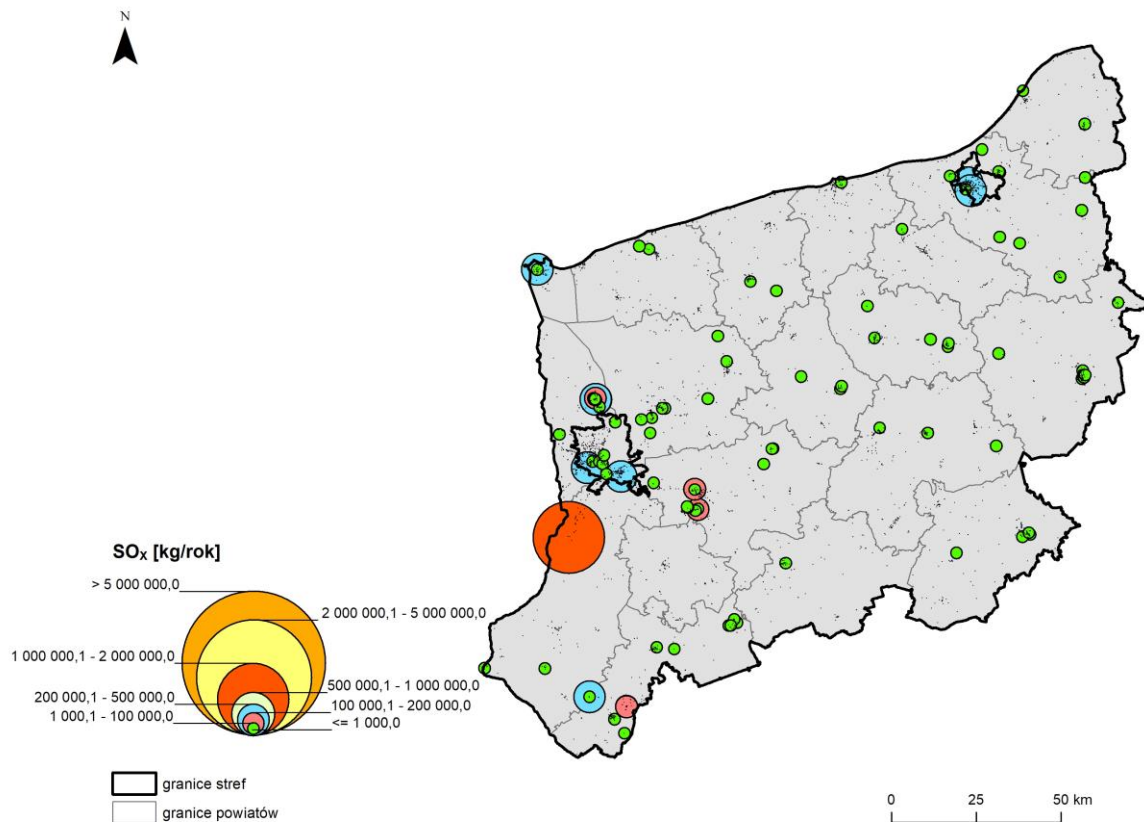 N
SOx [kg/rok]
> 5 000 000,0
2 000 000,1 - 5 000 000,0
1 000 000,1 - 2 000 000,0
500 000,1 - 1 000 000,0
200 000,1 - 500 000,0
100 000,1 - 200 000,0
1 000,1 - 100 000,0
<= 1 000,0
granice stref
granice powiatów
0 25 50 km